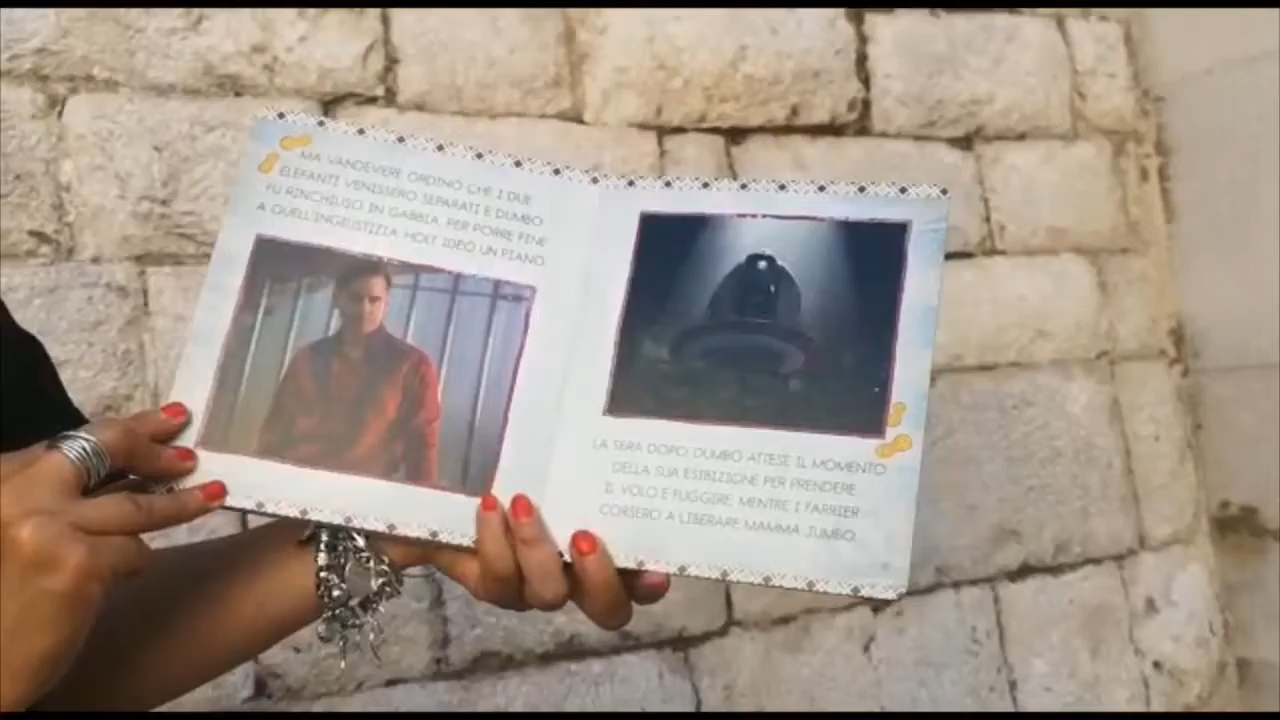 MA VANDEVERE ORDINÒ CHE I DUE
ELEFANTI VENISSERO SEPARATI E DUMBO
FU RINCHIUSO IN GABBIA. PER PORRE FINE
A QUELL'INGIUSTIZIA, HOLT IDEÒ UN PIANO.
LA SERA DOPO, DUMBO ATTESE IL MOMENTO
DELLA SUA ESIBIZIONE PER PRENDERE
IL VOLO E FUGGIRE, MENTRE I FARRIER
CORSERO A LIBERARE MAMMA JUMBO.